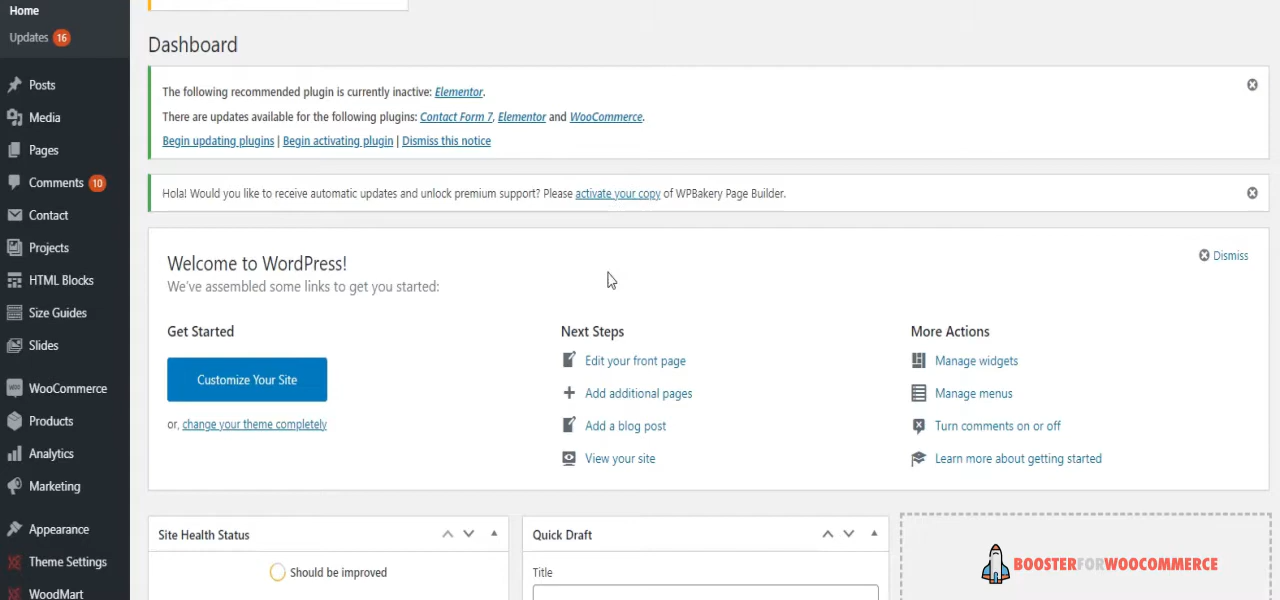 Home
Updates 16
Posts
Media
Pages
Comments 10
Contact
Projects
HTML Blocks
Size Guides
Slides
WooCommerce
Products
Analytics
Marketing
Appearance
Theme Settings
WoodMart
Dashboard
The following recommended plugin is currently inactive: Elementor.
There are updates available for the following plugins: Contact Form 7, Elementor and WooCommerce.
Begin updating plugins | Begin activating plugin | Dismiss this notice
Hola! Would you like to receive automatic updates and unlock premium support? Please activate your copy of WPBakery Page Builder.
Welcome to WordPress!
Dismiss
We've assembled some links to get you started:
Get Started
Customize Your Site
or, change your theme completely
Next Steps
Edit your front page
Add additional pages
Add a blog post
View your site
More Actions
Manage widgets
Manage menus
Turn comments on or off
Learn more about getting started
Site Health Status
Should be improved
Quick Draft
Title
BOOSTERFORWOOCOMMERCE